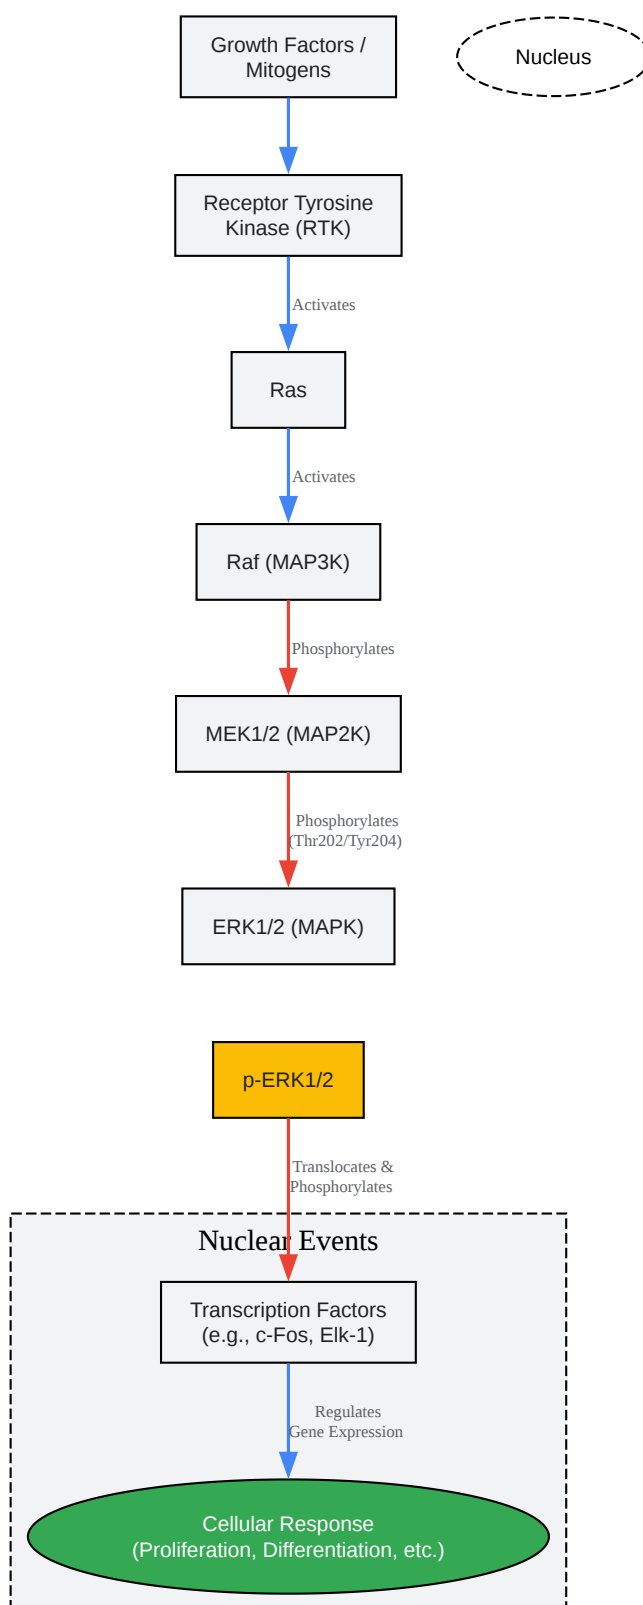 Growth Factors /
Mitogens
Nucleus
Receptor Tyrosine
Kinase (RTK)
Activates
Ras
Activates
Raf (MAP3K)
Phosphorylates
MEK1/2 (MAP2K)
Phosphorylates
(Thr202/Tyr204)
ERK1/2 (MAPK)
p-ERK1/2
Translocates &
Phosphorylates
Nuclear Events
Transcription Factors
(e.g., c-Fos, Elk-1)
Regulates
Gene Expression
Cellular Response
(Proliferation, Differentiation, etc.)